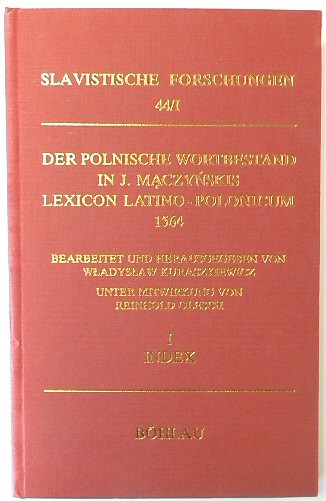 SLAVISTISCHE FORSCHUNGEN
44/I
DER POLNISCHE WORTBESTAND
IN J. MĄCZYŃSKIS
LEXICON LATINO-POLONICUM
1564
BEARBEITET UND HERAUSGEGEBEN VON
WŁADYSŁAW KURASZKIEWICZ
UNTER MITWIRKUNG VON
REINHOLD OLESCH
I
INDEX
BÖHLAU